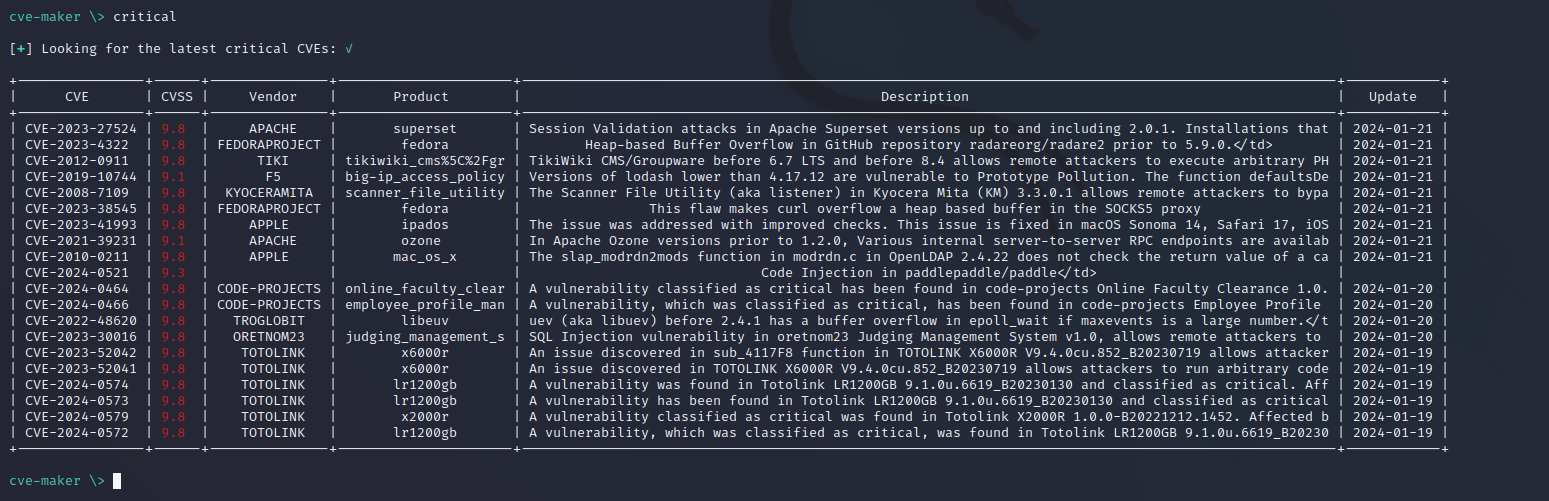 cve-maker \> critical
[+] Looking for the latest critical CVEs: √
| CVE | CVSS | Vendor | Product | Description | Update |
| CVE-2023-27524 | 9.8 | APACHE | superset | Session Validation attacks in Apache Superset versions up to and including 2.0.1. Installations that | 2024-01-21 |
| CVE-2023-4322 | 9.8 | FEDORAPROJECT | fedora | Heap-based Buffer Overflow in GitHub repository radareorg/radare2 prior to 5.9.0.</td> | 2024-01-21 |
| CVE-2012-0911 | 9.8 | TIKI | tikiwiki_cms%5C%2Fgr | TikiWiki CMS/Groupware before 6.7 LTS and before 8.4 allows remote attackers to execute arbitrary PH | 2024-01-21 |
| CVE-2019-10744 | 9.1 | F5 | big-ip_access_policy | Versions of lodash lower than 4.17.12 are vulnerable to Prototype Pollution. The function defaultsDe | 2024-01-21 |
| CVE-2008-7109 | 9.8 | KYOCERAMITA | scanner_file_utility | The Scanner File Utility (aka listener) in Kyocera Mita (KM) 3.3.0.1 allows remote attackers to bypa | 2024-01-21 |
| CVE-2023-38545 | 9.8 | FEDORAPROJECT | fedora | This flaw makes curl overflow a heap based buffer in the SOCKS5 proxy | 2024-01-21 |
| CVE-2023-41993 | 9.8 | APPLE | ipados | The issue was addressed with improved checks. This issue is fixed in macOS Sonoma 14, Safari 17, iOS | 2024-01-21 |
| CVE-2021-39231 | 9.1 | APACHE | ozone | In Apache Ozone versions prior to 1.2.0, Various internal server-to-server RPC endpoints are availab | 2024-01-21 |
| CVE-2010-0211 | 9.8 | APPLE | mac_os_x | The slap_modrdn2mods function in modrdn.c in OpenLDAP 2.4.22 does not check the return value of a ca | 2024-01-21 |
| CVE-2024-0521 | 9.3 | | | Code Injection in paddlepaddle/paddle</td> | |
| CVE-2024-0464 | 9.8 | CODE-PROJECTS | online_faculty_clear | A vulnerability classified as critical has been found in code-projects Online Faculty Clearance 1.0. | 2024-01-20 |
| CVE-2024-0466 | 9.8 | CODE-PROJECTS | employee_profile_man | A vulnerability, which was classified as critical, has been found in code-projects Employee Profile | 2024-01-20 |
| CVE-2022-48620 | 9.8 | TROGLOBIT | libeuv | uev (aka libuev) before 2.4.1 has a buffer overflow in epoll_wait if maxevents is a large number.</t | 2024-01-20 |
| CVE-2023-30016 | 9.8 | ORETNOM23 | judging_management_s | SQL Injection vulnerability in oretnom23 Judging Management System v1.0, allows remote attackers to | 2024-01-20 |
| CVE-2023-52042 | 9.8 | TOTOLINK | x6000r | An issue discovered in sub_4117F8 function in TOTOLINK X6000R V9.4.0cu.852_B20230719 allows attacker | 2024-01-19 |
| CVE-2023-52041 | 9.8 | TOTOLINK | x6000r | An issue discovered in TOTOLINK X6000R V9.4.0cu.852_B20230719 allows attackers to run arbitrary code | 2024-01-19 |
| CVE-2024-0574 | 9.8 | TOTOLINK | lr1200gb | A vulnerability was found in Totolink LR1200GB 9.1.0u.6619_B20230130 and classified as critical. Aff | 2024-01-19 |
| CVE-2024-0573 | 9.8 | TOTOLINK | lr1200gb | A vulnerability has been found in Totolink LR1200GB 9.1.0u.6619_B20230130 and classified as critical | 2024-01-19 |
| CVE-2024-0579 | 9.8 | TOTOLINK | x2000r | A vulnerability classified as critical was found in Totolink X2000R 1.0.0-B20221212.1452. Affected b | 2024-01-19 |
| CVE-2024-0572 | 9.8 | TOTOLINK | lr1200gb | A vulnerability, which was classified as critical, was found in Totolink LR1200GB 9.1.0u.6619_B20230 | 2024-01-19 |
cve-maker \>